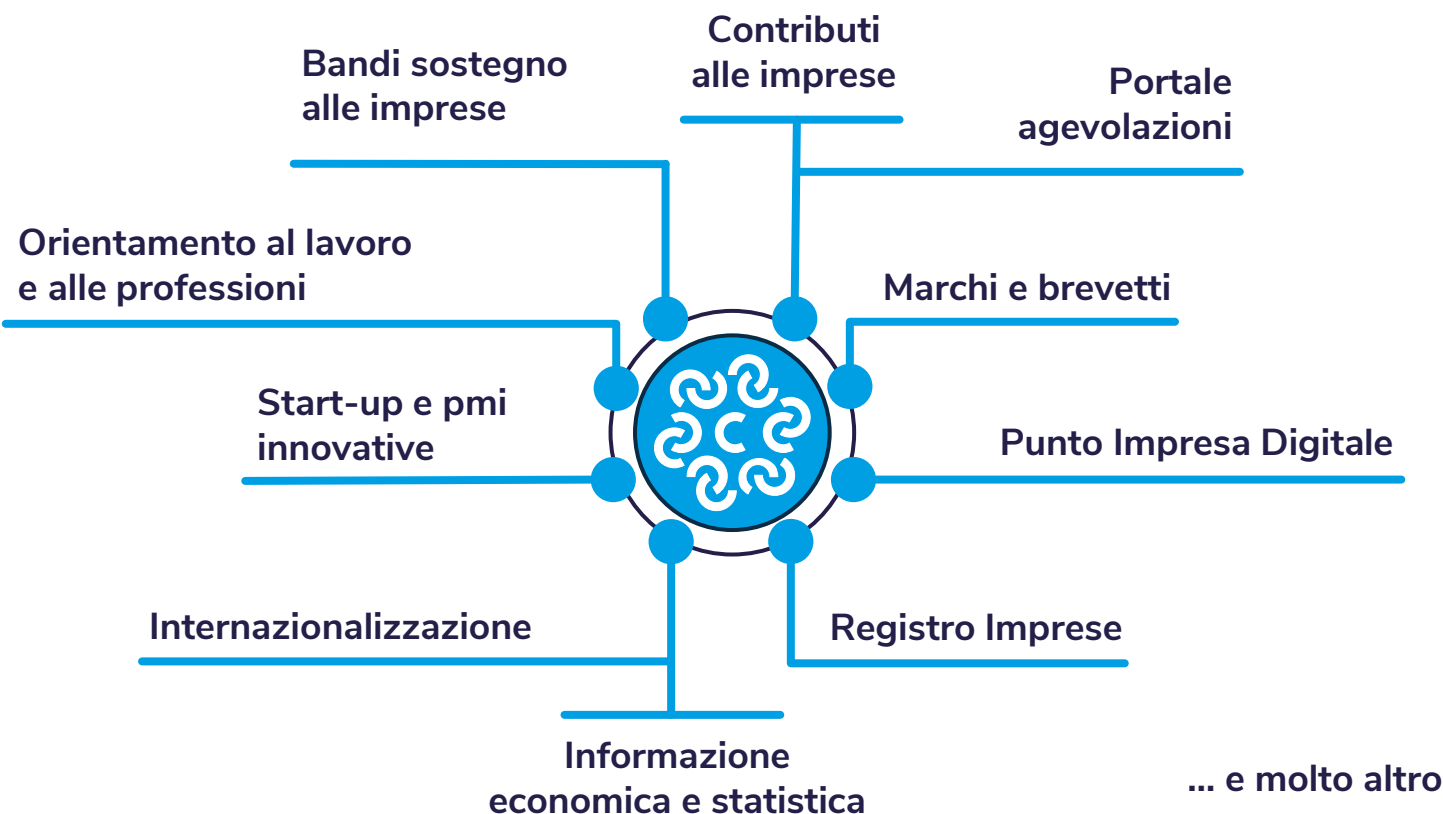 Contributi
alle imprese
Bandi sostegno
alle imprese
Portale
agevolazioni
Orientamento al lavoro
e alle professioni
Marchi e brevetti
Start-up e pmi
innovative
Punto Impresa Digitale
Internazionalizzazione
Registro Imprese
Informazione
economica e statistica
... e molto altro